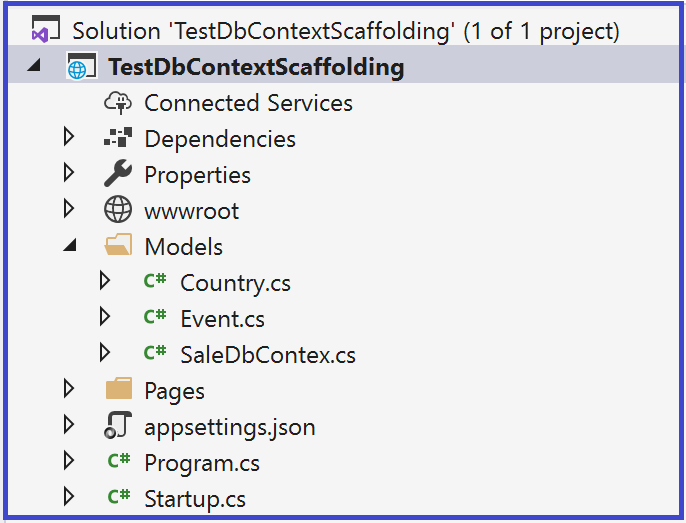 Solution 'TestDbContextScaffolding' (1 of 1 project)
TestDbContextScaffolding
Connected Services
Dependencies
Properties
wwwroot
Models
C# Country.cs
C# Event.cs
C# SaleDbContex.cs
Pages
appsettings.json
C# Program.cs
C# Startup.cs